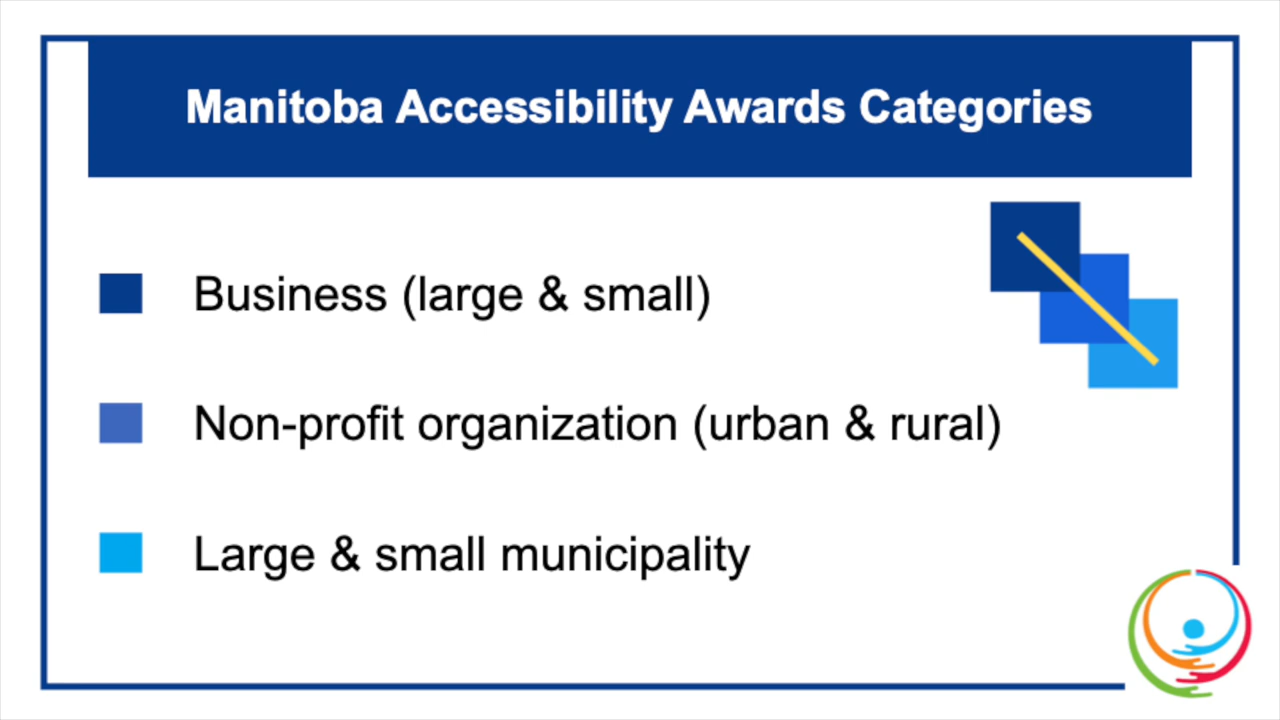 Manitoba Accessibility Awards Categories
Business (large & small)
Non-profit organization (urban & rural)
Large & small municipality